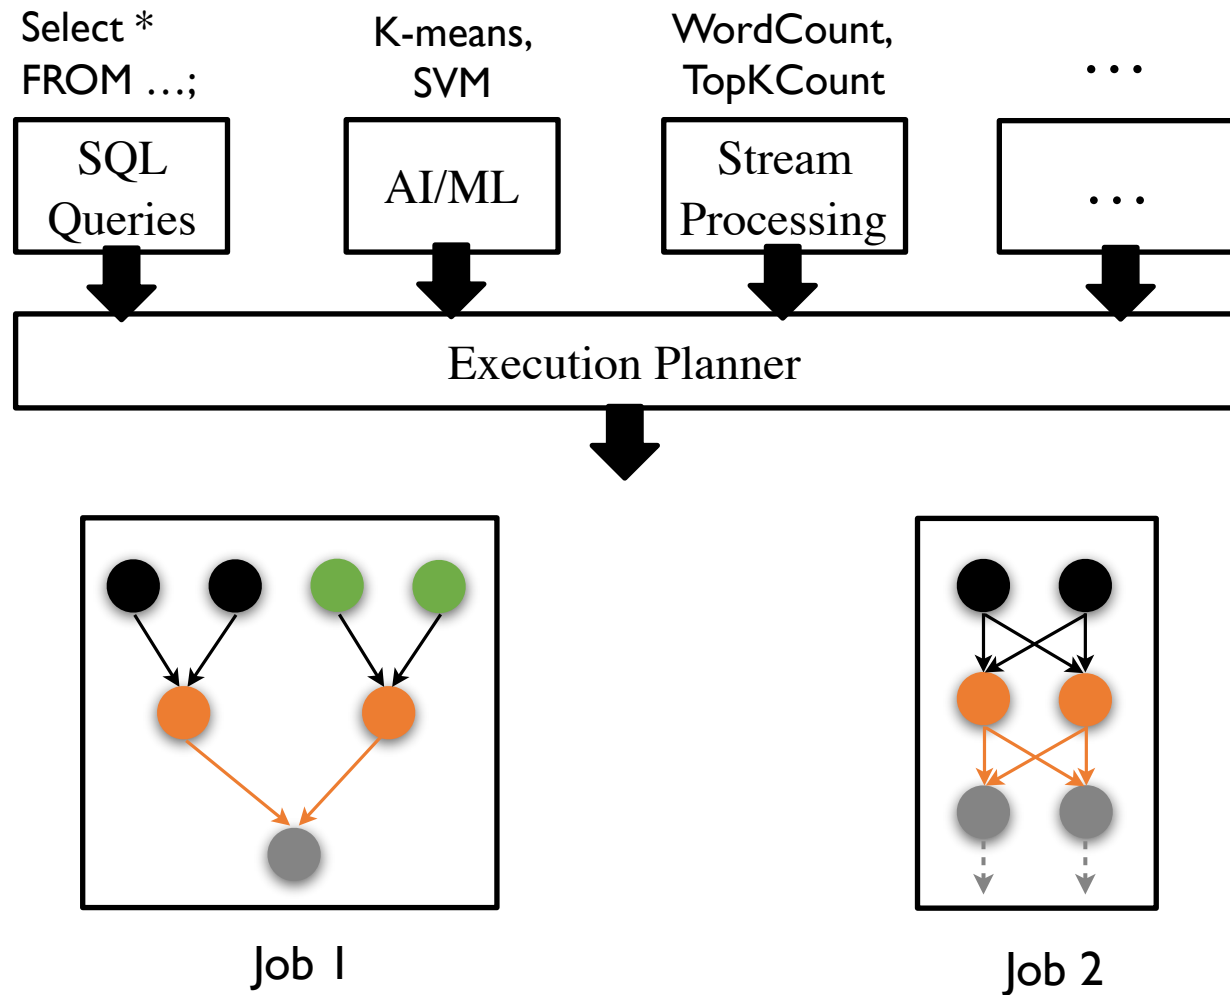 Select *
FROM ...;
K-means,
SVM
WordCount,
TopKCount
...
SQL
Queries
AI/ML
Stream
Processing
...
Execution Planner
Job 1
Job 2